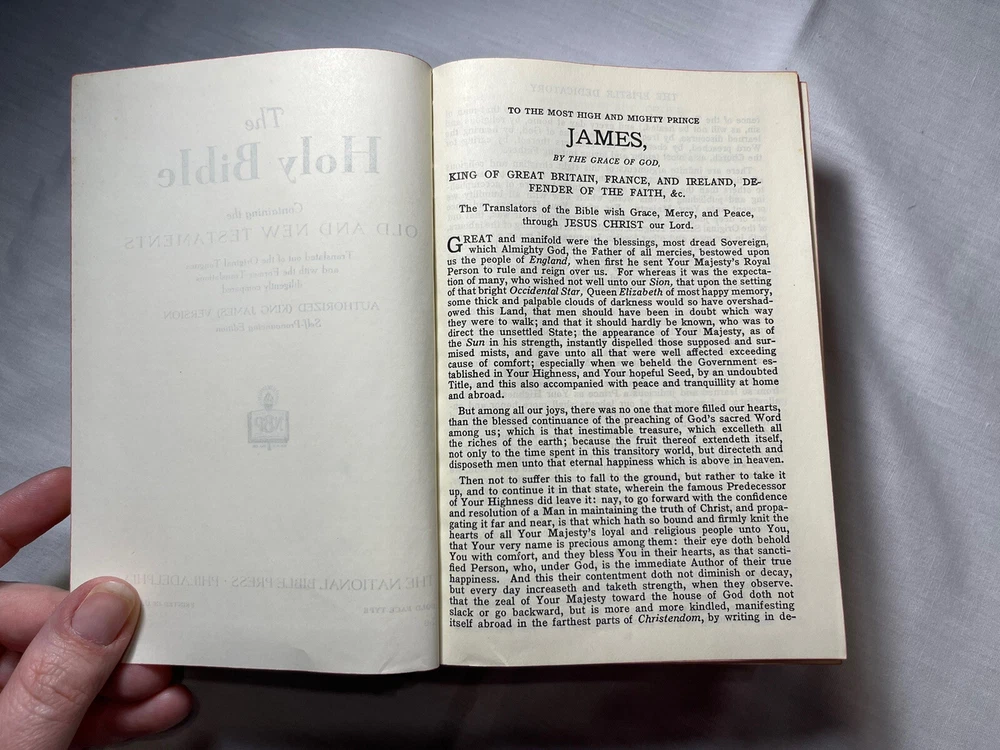 The
Holy Bible
Containing the
OLD AND NEW TESTAMENTS
Translated out of the Original Tongues
and with the Former Translations
diligently compared
AUTHORIZED (KING JAMES) VERSION
Self-Pronouncing Edition
NBP
THE NATIONAL BIBLE PRESS PHILADELPHIA
THE EPISTLE DEDICATORY
TO THE MOST HIGH AND MIGHTY PRINCE
JAMES,
BY THE GRACE OF GOD,
KING OF GREAT BRITAIN, FRANCE, AND IRELAND, DE-
FENDER OF THE FAITH, &c.
The Translators of the Bible wish Grace, Mercy, and Peace,
through JESUS CHRIST our Lord.
GREAT and manifold were the blessings, most dread Sovereign,
which Almighty God, the Father of all mercies, bestowed upon
us the people of England, when first he sent Your Majesty's Royal
Person to rule and reign over us. For whereas it was the expecta-
tion of many, who wished not well unto our Sion, that upon the setting
of that bright Occidental Star, Queen Elizabeth of most happy memory,
some thick and palpable clouds of darkness would so have overshad-
owed this Land, that men should have been in doubt which way
they were to walk; and that it should hardly be known, who was to
direct the unsettled State; the appearance of Your Majesty, as of
the Sun in his strength, instantly dispelled those supposed and sur-
mised mists, and gave unto all that were well affected exceeding
cause of comfort; especially when we beheld the Government es-
tablished in Your Highness, and Your hopeful Seed, by an undoubted
Title, and this also accompanied with peace and tranquillity at home
and abroad.
But among all our joys, there was no one that more filled our hearts,
than the blessed continuance of the preaching of God's sacred Word
among us; which is that inestimable treasure, which excelleth all
the riches of the earth; because the fruit thereof extendeth itself,
not only to the time spent in this transitory world, but directeth and
disposeth men unto that eternal happiness which is above in heaven.
Then not to suffer this to fall to the ground, but rather to take it
up, and to continue it in that state, wherein the famous Predecessor
of Your Highness did leave it: nay, to go forward with the confidence
and resolution of a Man in maintaining the truth of Christ, and propa-
gating it far and near, is that which hath so bound and firmly knit the
hearts of all Your Majesty's loyal and religious people unto You,
that Your very name is precious among them: their eye doth behold
You with comfort, and they bless You in their hearts, as that sancti-
fied Person, who, under God, is the immediate Author of their true
happiness. And this their contentment doth not diminish or decay,
but every day increaseth and taketh strength, when they observe.
that the zeal of Your Majesty toward the house of God doth not
slack or go backward, but is more and more kindled, manifesting
itself abroad in the farthest parts of Christendom, by writing in de-